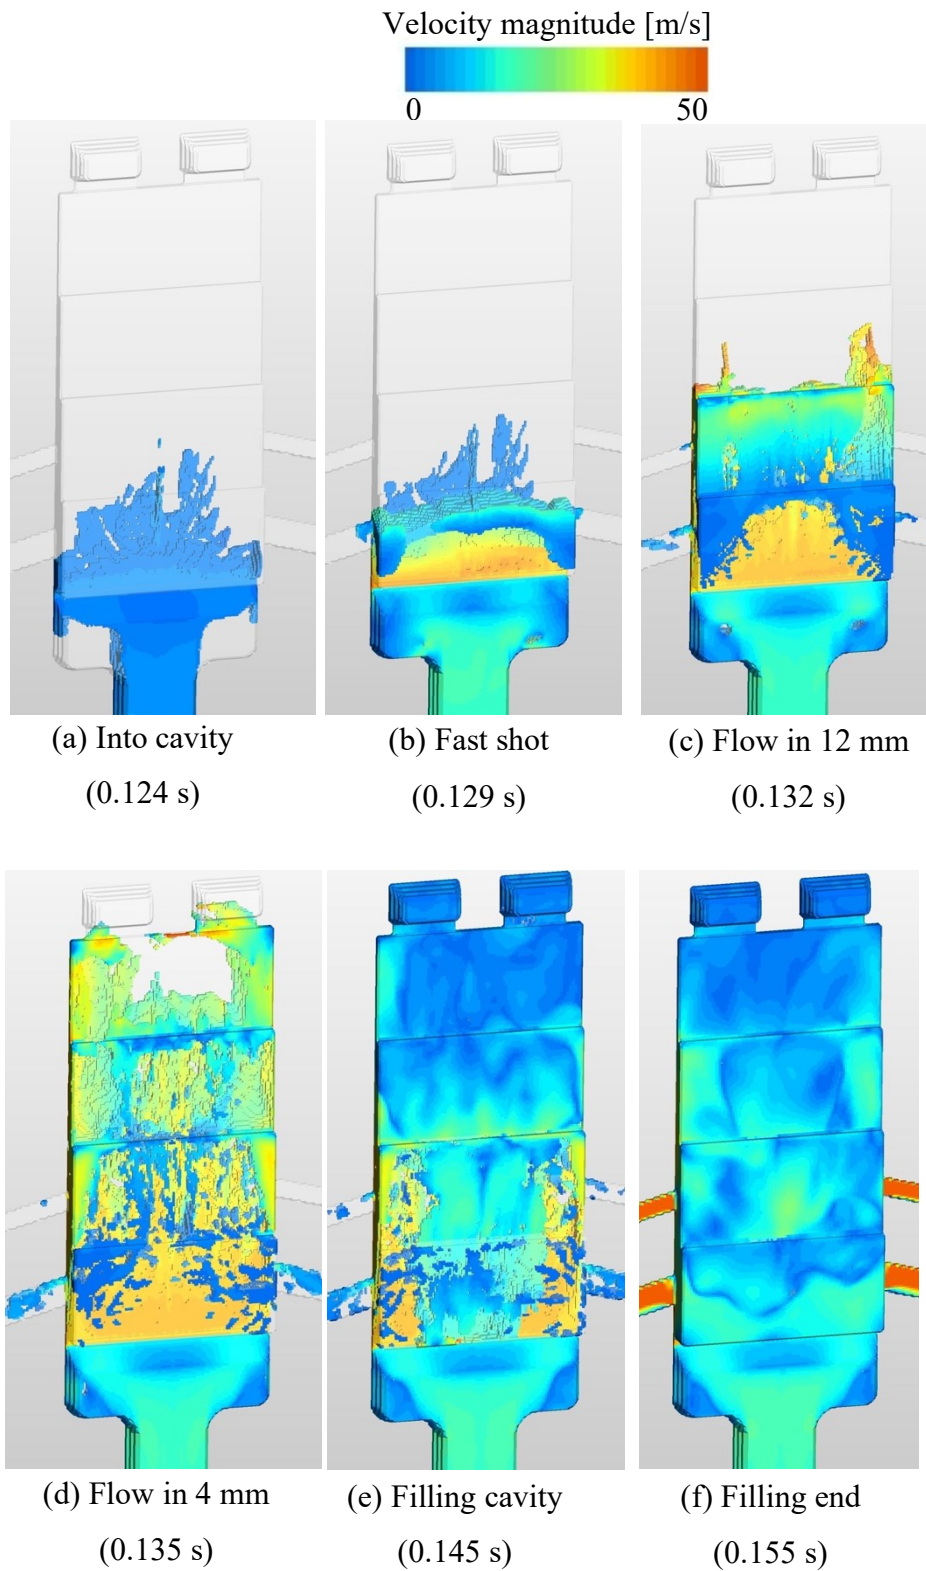 Velocity magnitude [m/s]
0 50
(a) Into cavity (b) Fast shot (c) Flow in 12 mm
(0.124 s) (0.129 s) (0.132 s)
(d) Flow in 4 mm (e) Filling cavity (f) Filling end
(0.135 s) (0.145 s) (0.155 s)